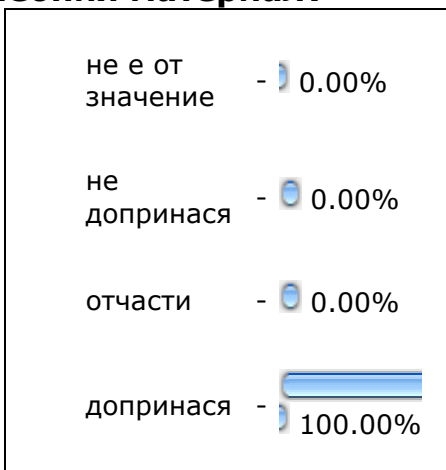 не е от
значение - 0.00%
не
допринася - 0.00%
отчасти - 0.00%
допринася - 100.00%